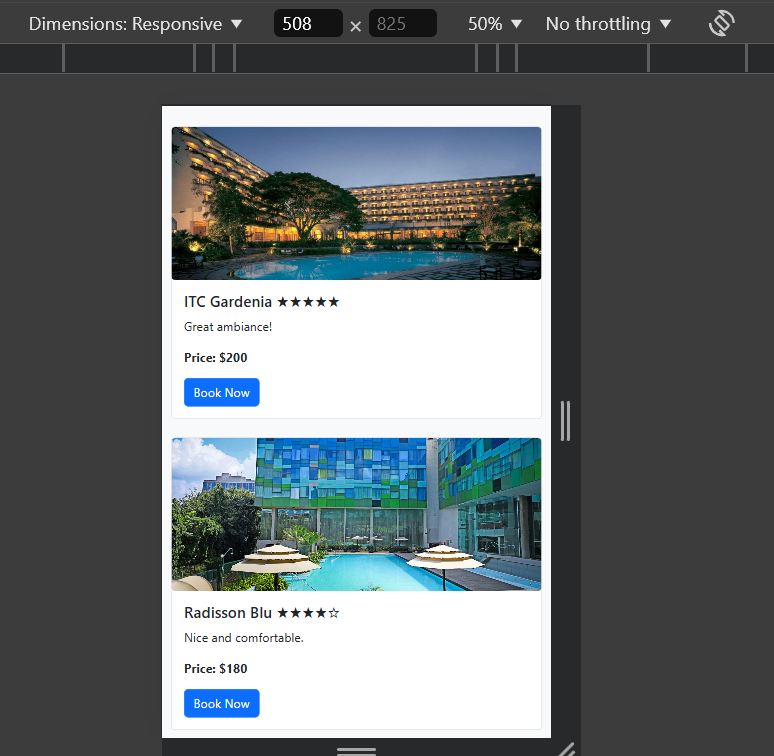 Dimensions: Responsive ▼ 508 × 825 50% ▼ No throttling ▼
ITC Gardenia ★★★★★
Great ambiance!
Price: $200
Book Now
Radisson Blu ★★★★☆
Nice and comfortable.
Price: $180
Book Now